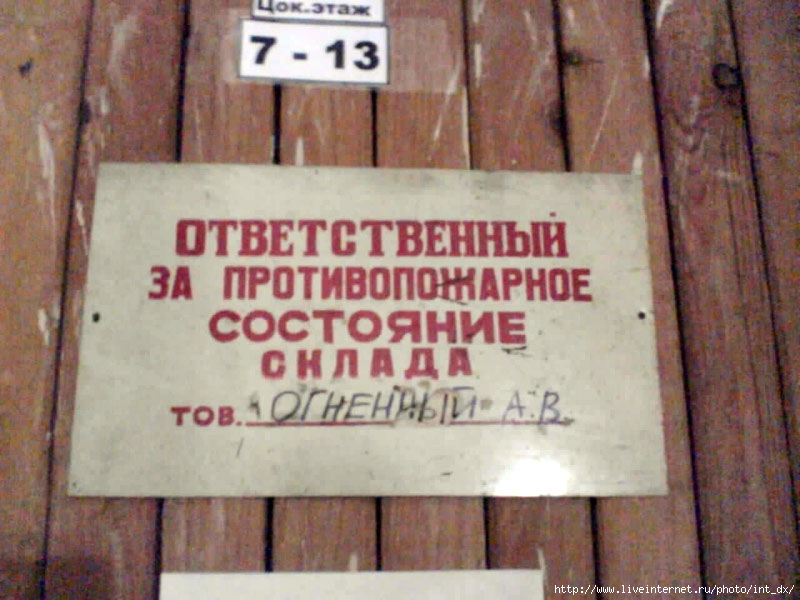 Цок.этаж
7 - 13
ОТВЕТСТВЕННЫЙ
ЗА ПРОТИВОПОЖАРНОЕ
СОСТОЯНИЕ
СКЛАДА
ТОВ. ОГНЕННЫЙ А.В.
http://www.liveinternet.ru/photo/int_dx/